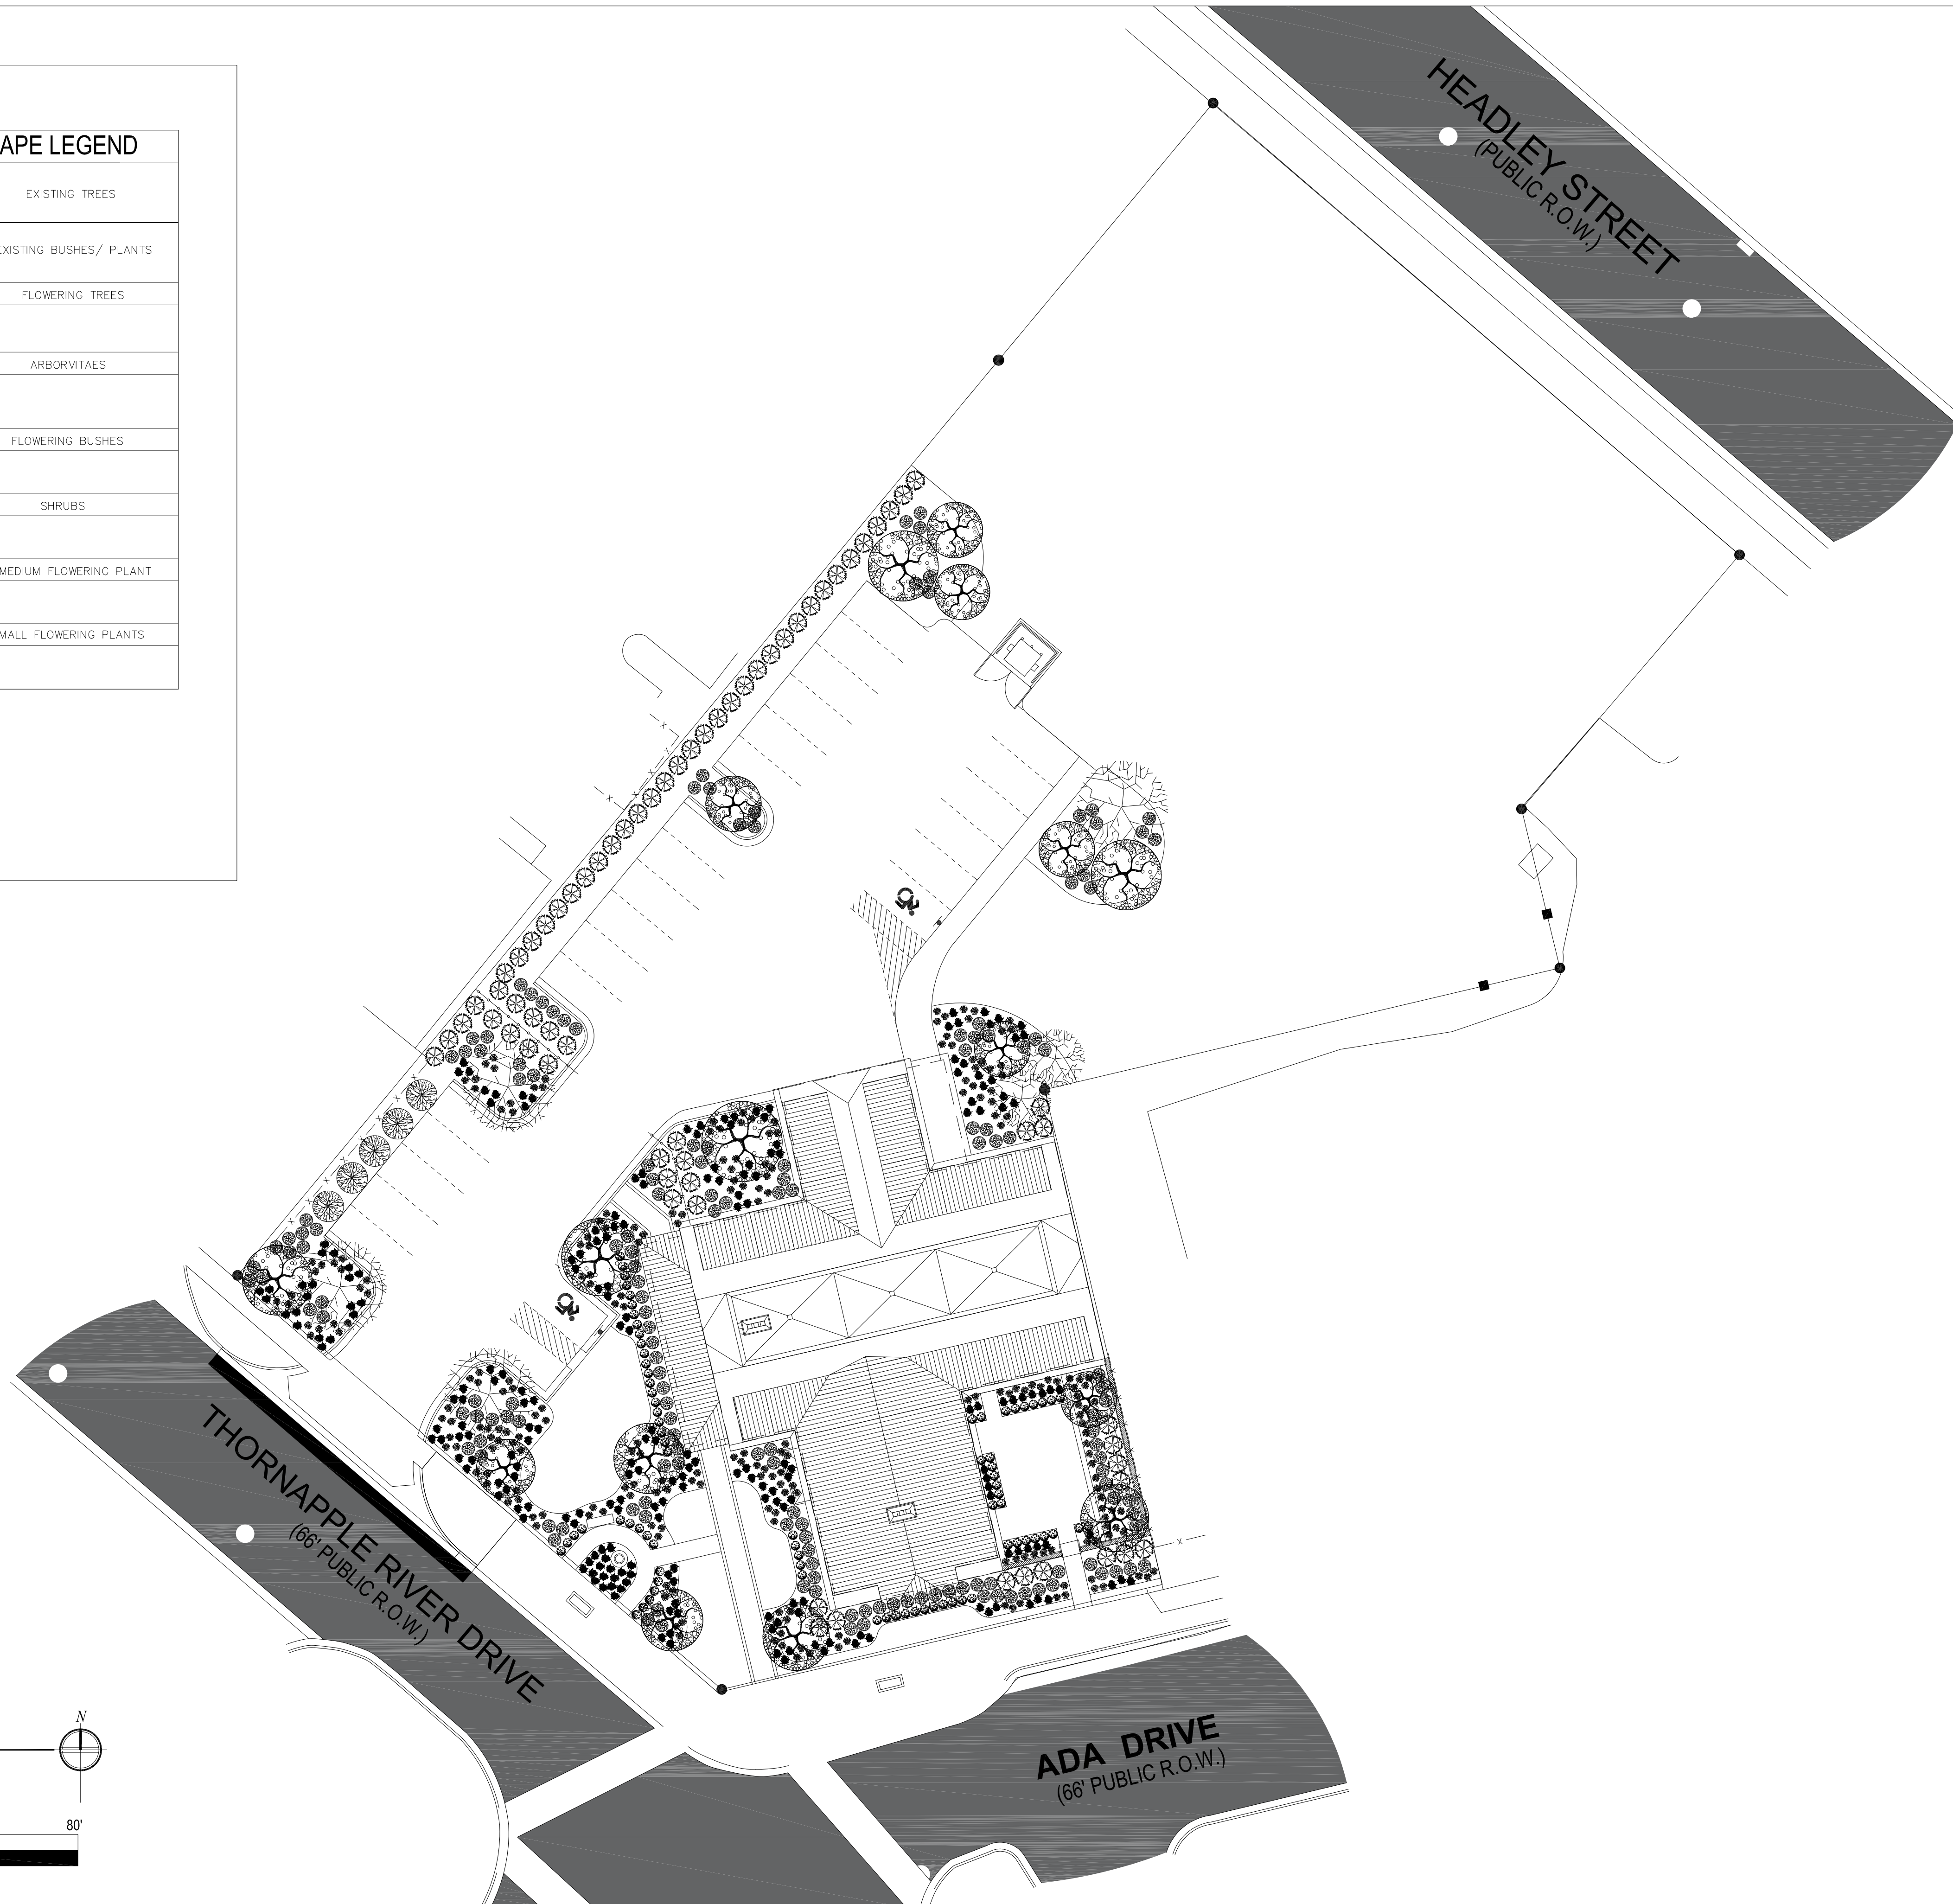 APE LEGEND
EXISTING TREES
EXISTING BUSHES/ PLANTS
FLOWERING TREES
ARBORVITAES
FLOWERING BUSHES
SHRUBS
MEDIUM FLOWERING PLANT
MALL FLOWERING PLANTS
HEADLEY STREET
(PUBLIC R.O.W.)
THORNAPPLE RIVER DRIVE
(66' PUBLIC R.O.W.)
ADA DRIVE
(66' PUBLIC R.O.W.)
N
80'